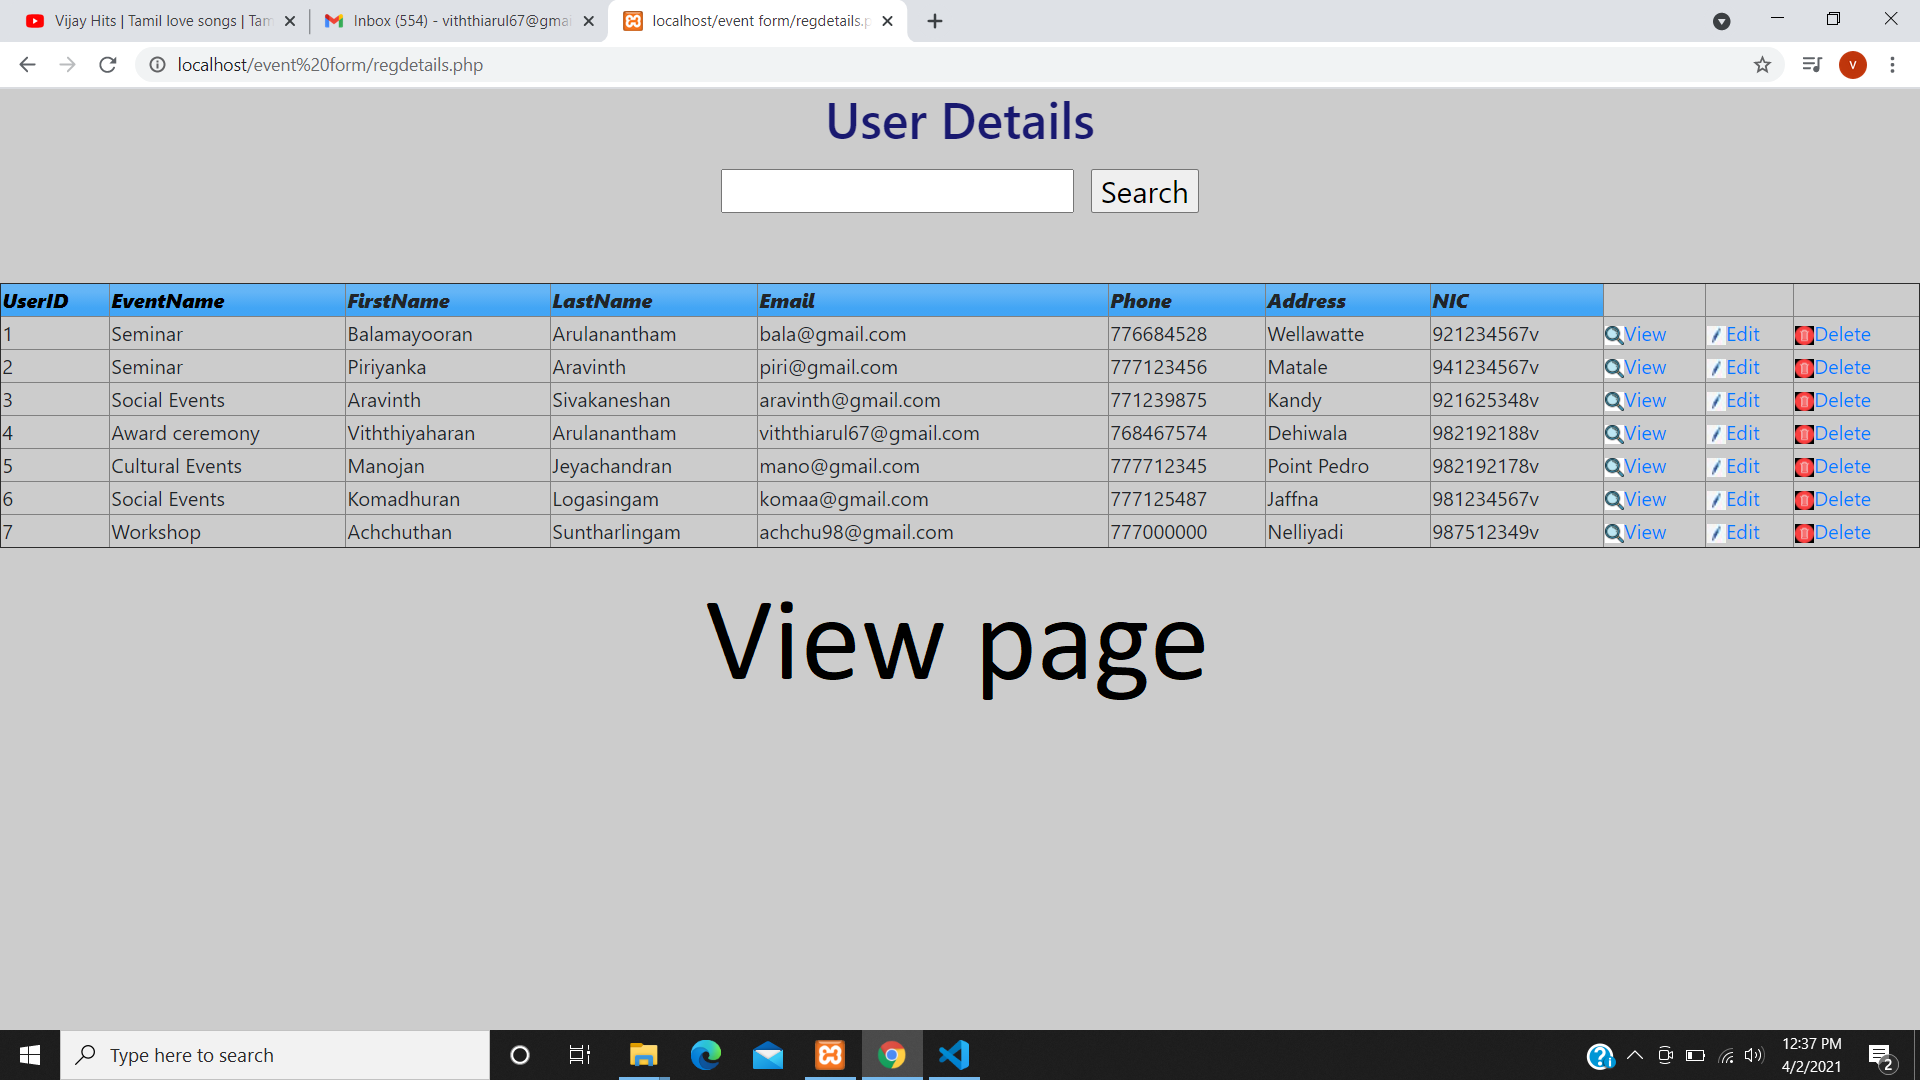 Vijay Hits | Tamil love songs | Tam
Inbox (554) - viththiarul67@gmai
localhost/event form/regdetails.p
localhost/event%20form/regdetails.php
V
User Details
Search
UserID EventName FirstName LastName Email Phone Address NIC
1 Seminar Balamayooran Arulanantham bala@gmail.com 776684528 Wellawatte 921234567v View Edit Delete
2 Seminar Piriyanka Aravinth piri@gmail.com 777123456 Matale 941234567v View Edit Delete
3 Social Events Aravinth Sivakaneshan aravinth@gmail.com 771239875 Kandy 921625348v View Edit Delete
4 Award ceremony Viththiyaharan Arulanantham viththiarul67@gmail.com 768467574 Dehiwala 982192188v View Edit Delete
5 Cultural Events Manojan Jeyachandran mano@gmail.com 777712345 Point Pedro 982192178v View Edit Delete
6 Social Events Komadhuran Logasingam komaa@gmail.com 777125487 Jaffna 981234567v View Edit Delete
7 Workshop Achchuthan Suntharlingam achchu98@gmail.com 777000000 Nelliyadi 987512349v View Edit Delete
View page
Type here to search
12:37 PM
4/2/2021
2